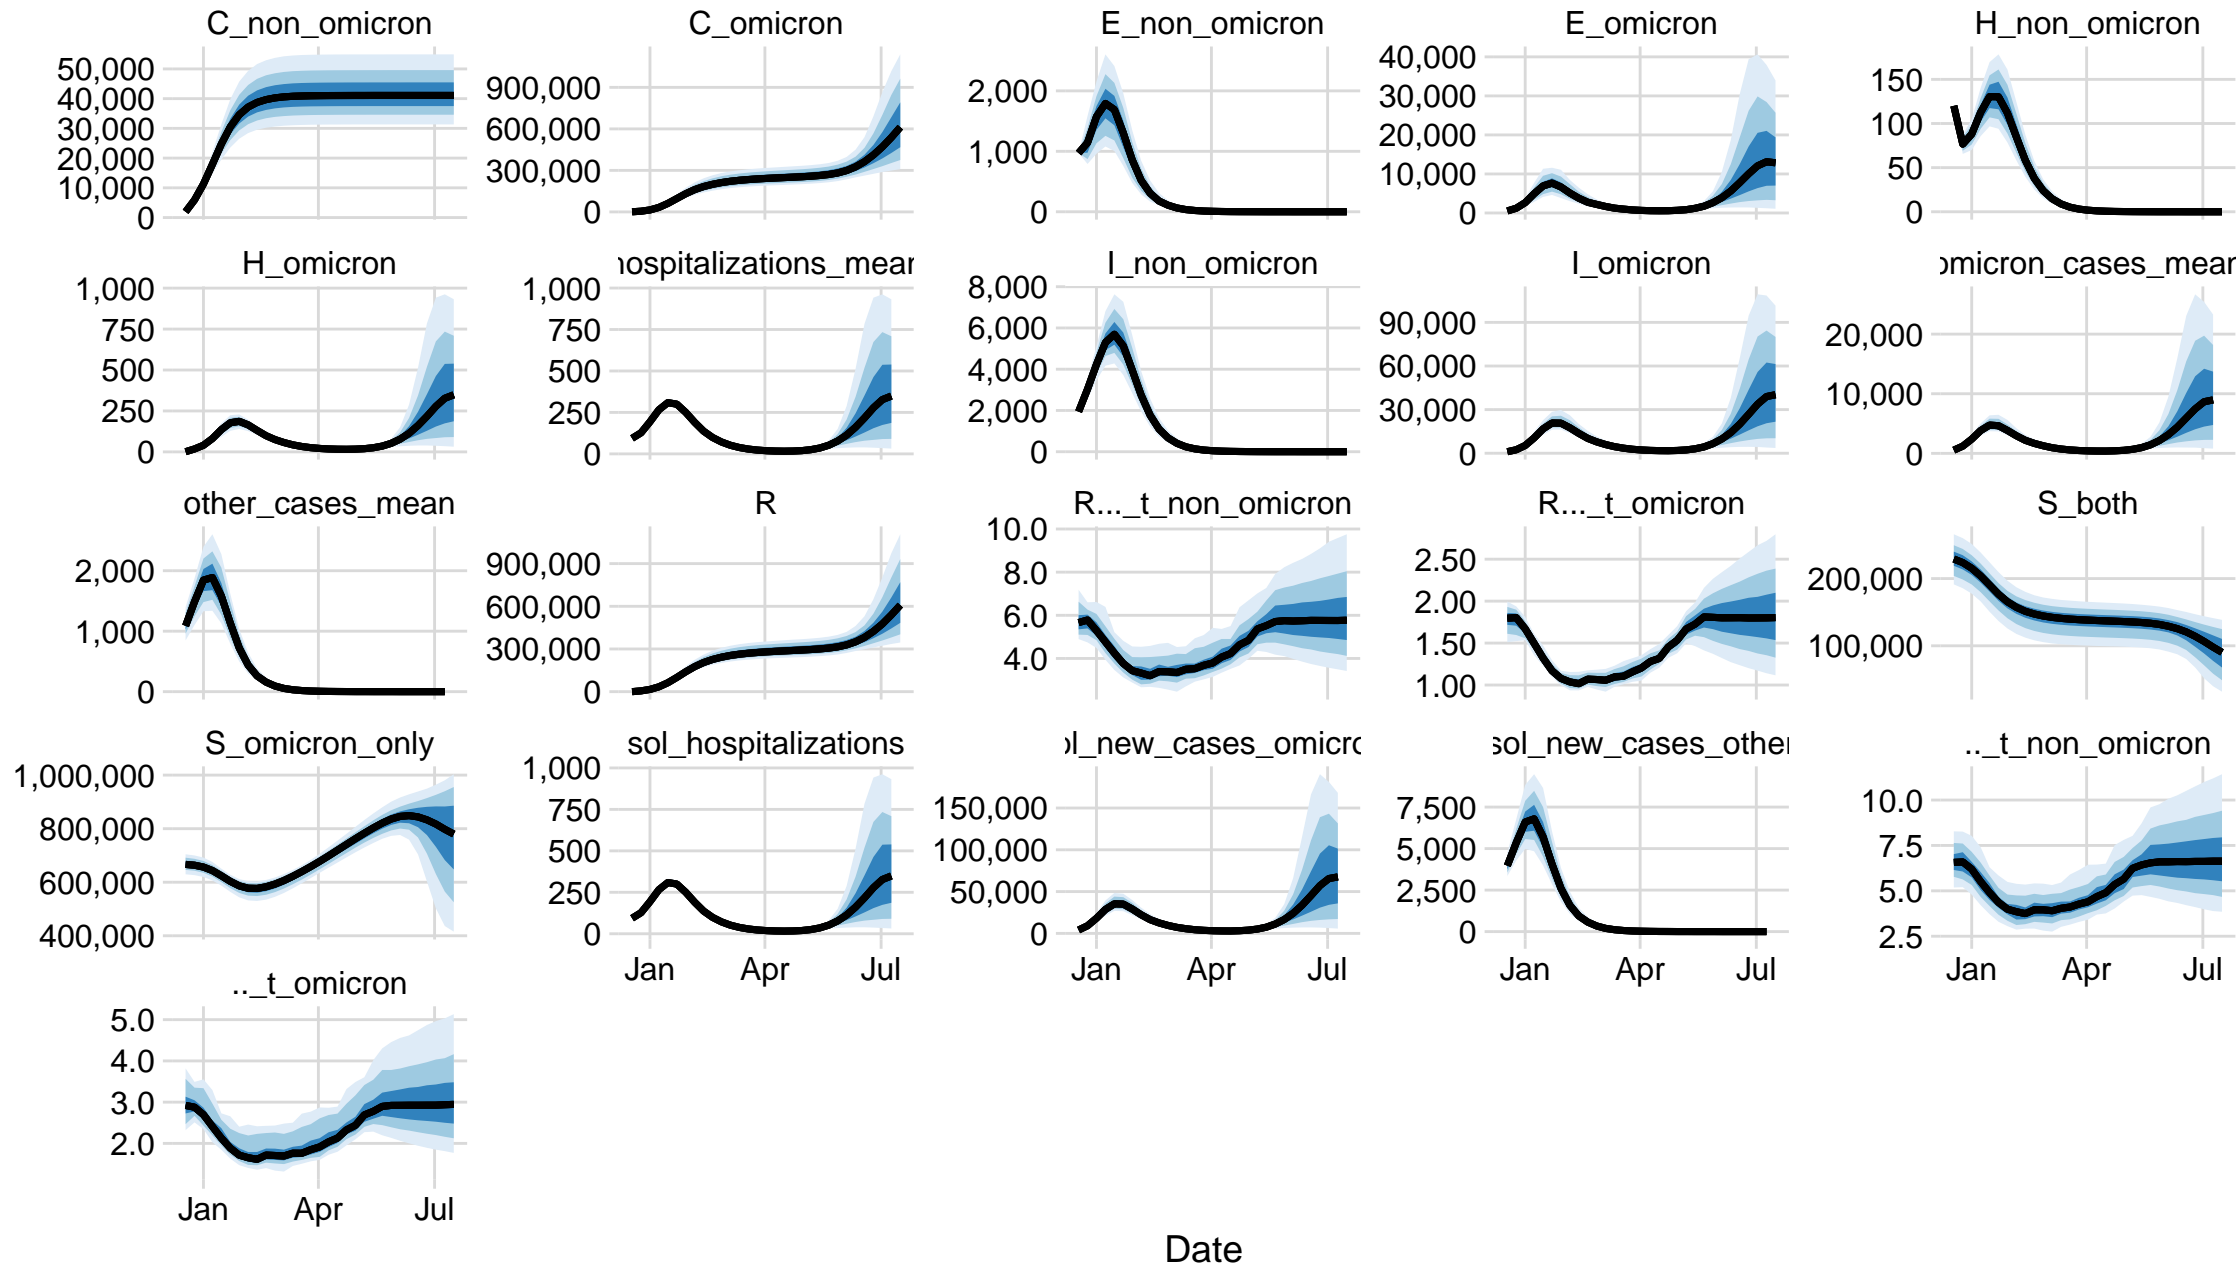 C_non_omicron C_omicron E_non_omicron E_omicron H_non_omicron
50,000 40,000 30,000 20,000 10,000 0
900,000 600,000 300,000 0
2,000 1,000 0
40,000 30,000 20,000 10,000 0
150 100 50 0
H_omicron hospitalizations_mean I_non_omicron I_omicron omicron_cases_mean
1,000 750 500 250 0
1,000 750 500 250 0
8,000 6,000 4,000 2,000 0
90,000 60,000 30,000 0
20,000 10,000 0
other_cases_mean R R..._t_non_omicron R..._t_omicron S_both
2,000 1,000 0
900,000 600,000 300,000 0
10.0 8.0 6.0 4.0
2.50 2.00 1.50 1.00
200,000 100,000
S_omicron_only sol_hospitalizations ol_new_cases_omicro sol_new_cases_other .._t_non_omicron
1,000,000 800,000 600,000 400,000
1,000 750 500 250 0
150,000 100,000 50,000 0
7,500 5,000 2,500 0
10.0 7.5 5.0 2.5
Jan Apr Jul Jan Apr Jul Jan Apr Jul Jan Apr Jul
.._t_omicron
5.0 4.0 3.0 2.0
Jan Apr Jul
Date